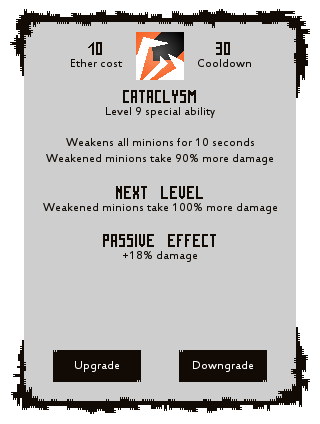 10
Ether cost
30
Cooldown
CATACLYSM
Level 9 special ability
Weakens all minions for 10 seconds
Weakened minions take 90% more damage
NEXT LEVEL
Weakened minions take 100% more damage
PASSIVE EFFECT
+18% damage
Upgrade
Downgrade